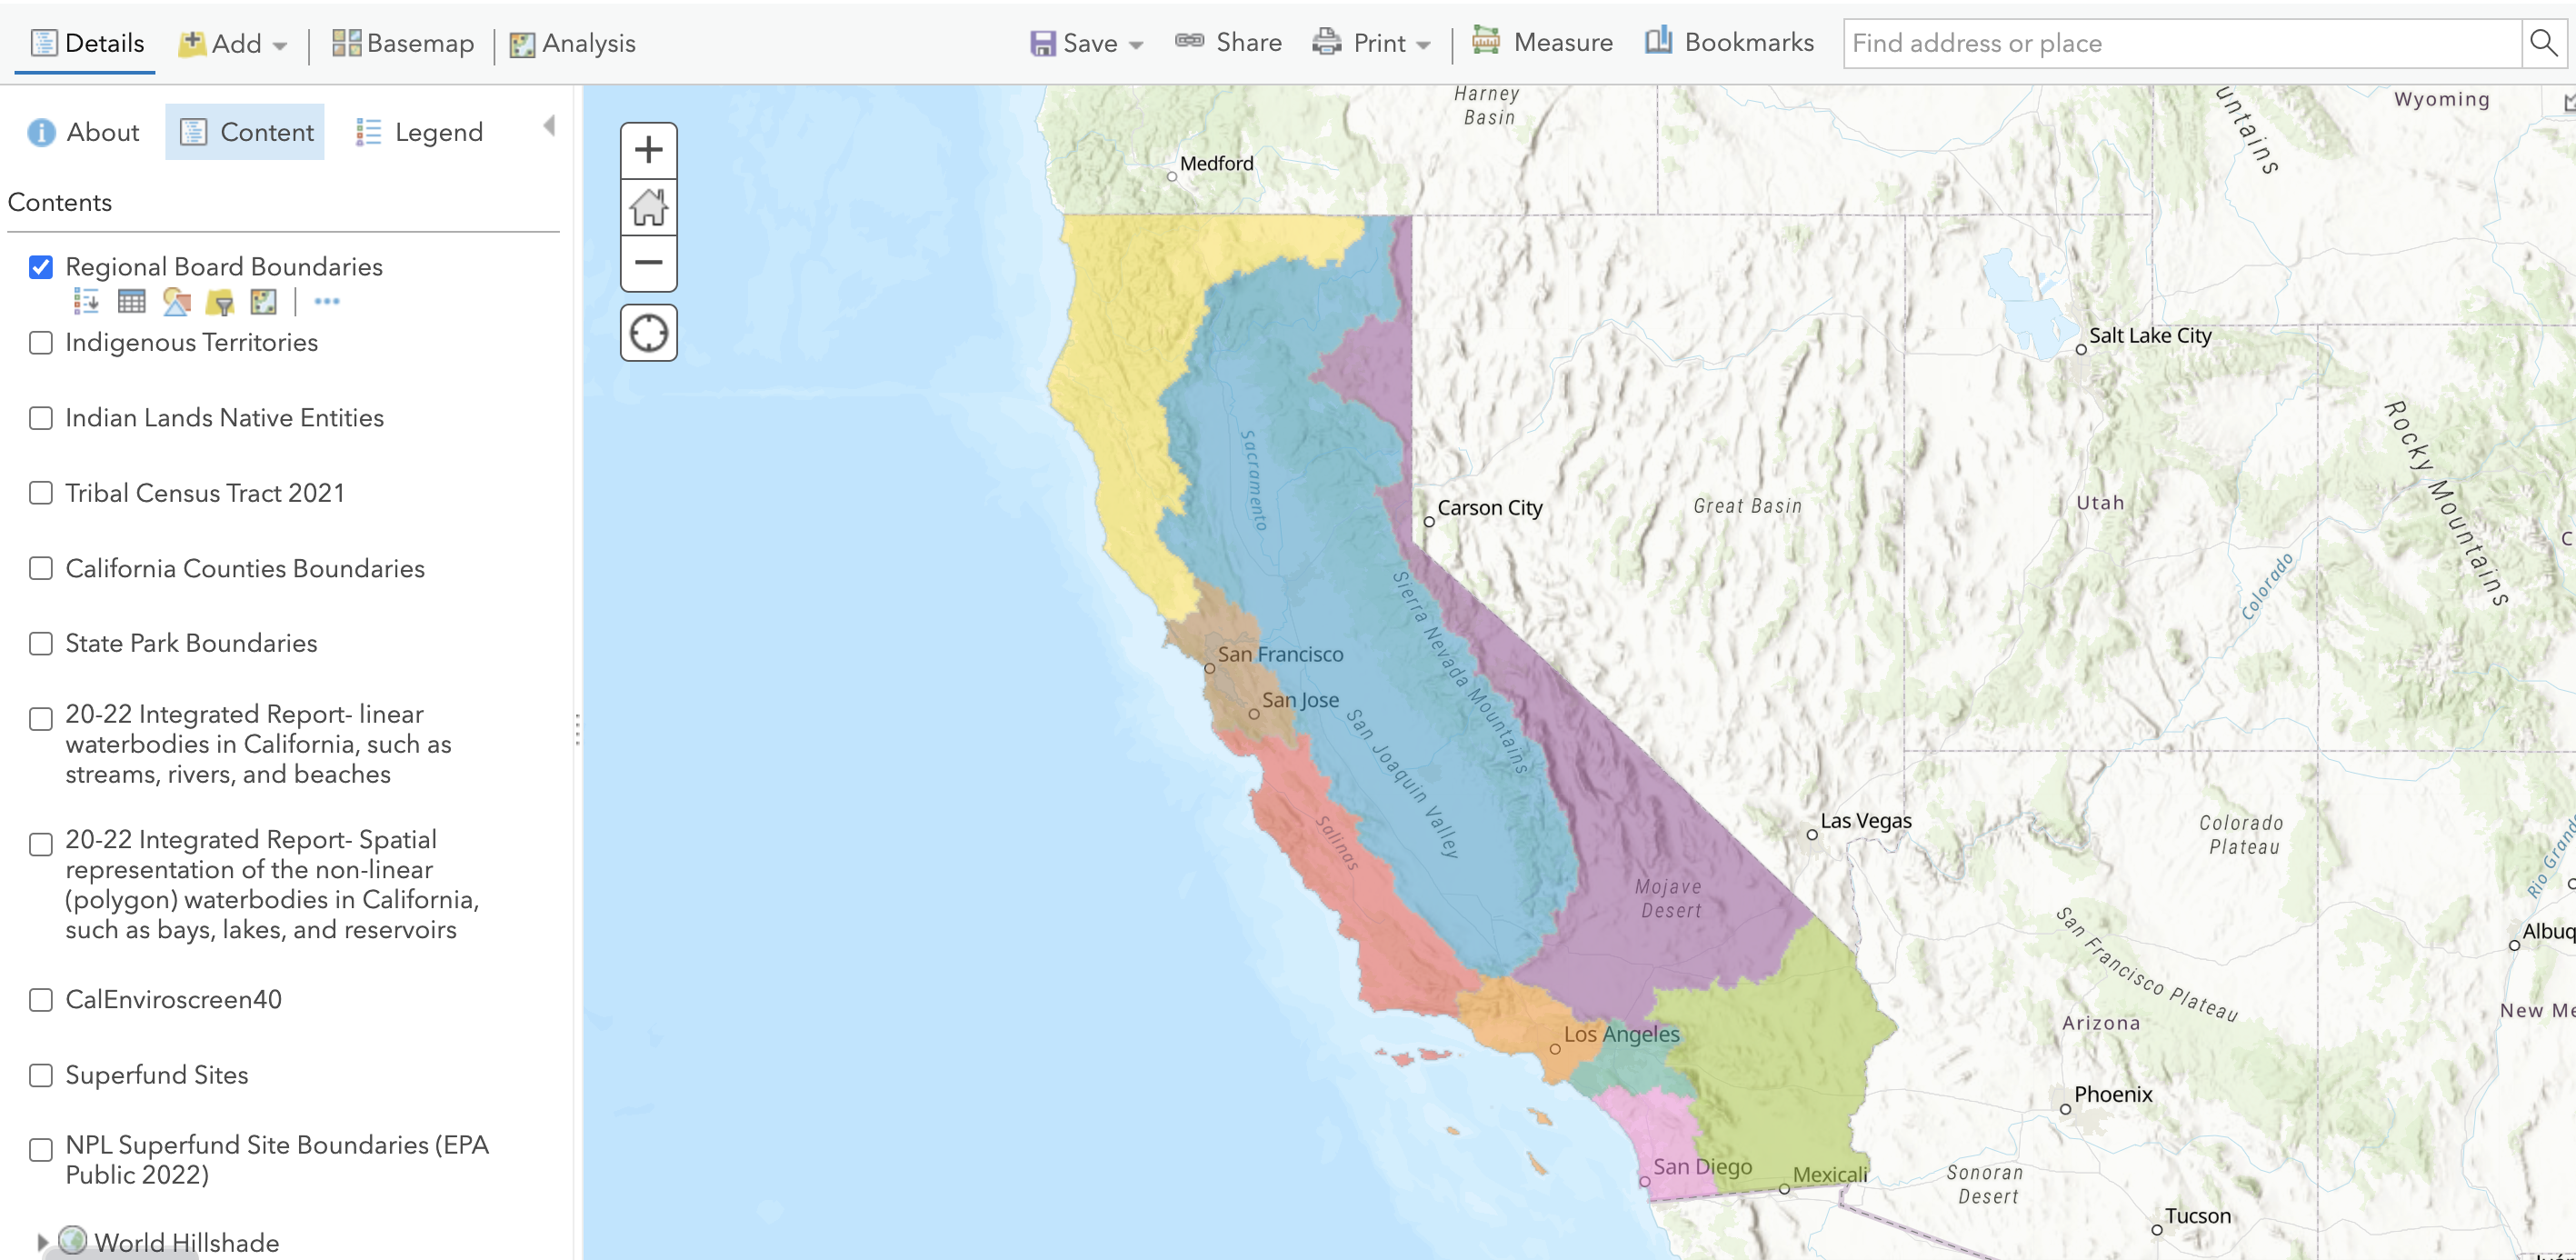 Details
Add
Basemap
Analysis
Save
Share
Print
Measure
Bookmarks
Find address or place
About
Content
Legend
Contents
Regional Board Boundaries
Indigenous Territories
Indian Lands Native Entities
Tribal Census Tract 2021
California Counties Boundaries
State Park Boundaries
20-22 Integrated Report- linear
waterbodies in California, such as
streams, rivers, and beaches
20-22 Integrated Report- Spatial
representation of the non-linear
(polygon) waterbodies in California,
such as bays, lakes, and reservoirs
CalEnviroscreen40
Superfund Sites
NPL Superfund Site Boundaries (EPA
Public 2022)
World Hillshade
Harney
Basin
Wyoming
untains
Medford
Salt Lake City
Rocky Mountains
Sacramento
Carson City
Great Basin
Utah
C
Colorado
Sierra Nevada Mountains
San Francisco
San Jose
San Joaquin Valley
Salinas
Las Vegas
Colorado
Plateau
Rio Grand
Mojave
Desert
San Francisco Plateau
Albuq
New Me
Arizona
Los Angeles
Phoenix
San Diego
Mexicali
Sonoran
Desert
Tucson